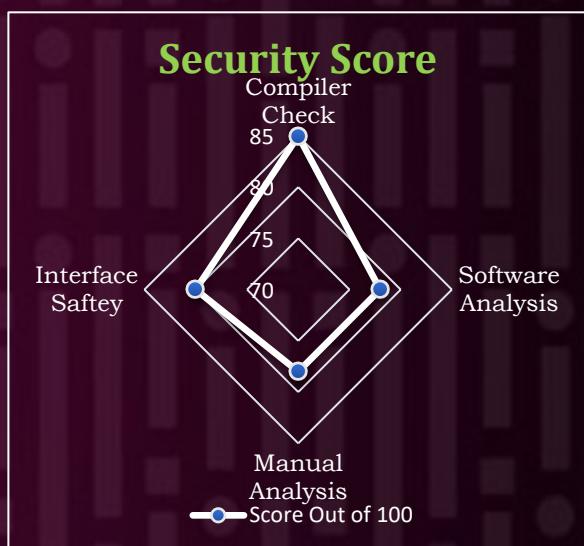 Security Score
Compiler
Check
85
80
75
70
Interface
Saftey
Software
Analysis
Manual
Analysis
Score Out of 100